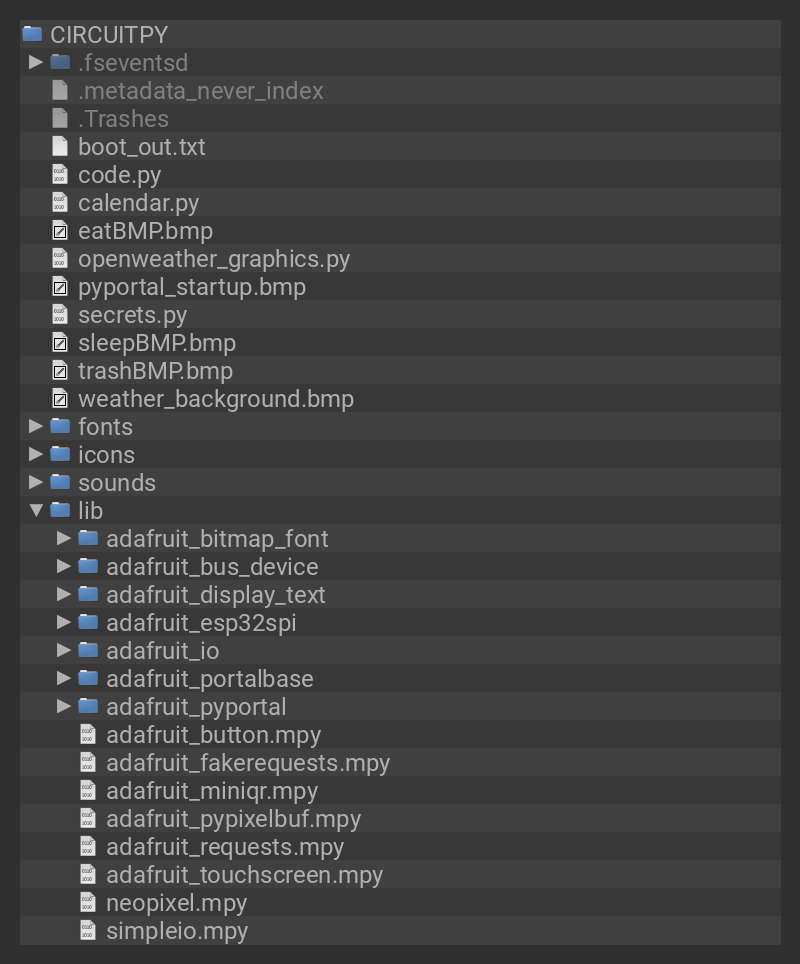 CIRCUITPY
.fseventsd
.metadata_never_index
.Trashes
boot_out.txt
code.py
calendar.py
eatBMP.bmp
openweather_graphics.py
pyportal_startup.bmp
secrets.py
sleepBMP.bmp
trashBMP.bmp
weather_background.bmp
fonts
icons
sounds
lib
adafruit_bitmap_font
adafruit_bus_device
adafruit_display_text
adafruit_esp32spi
adafruit_io
adafruit_portalbase
adafruit_pyportal
adafruit_button.mpy
adafruit_fakerequests.mpy
adafruit_miniqr.mpy
adafruit_pypixelbuf.mpy
adafruit_requests.mpy
adafruit_touchscreen.mpy
neopixel.mpy
simpleio.mpy